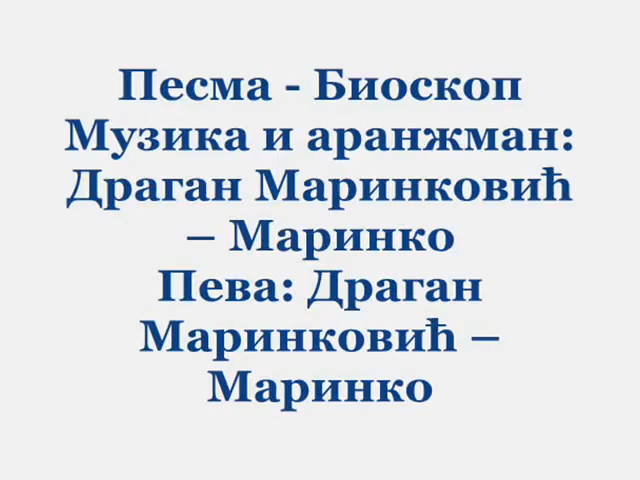 Песма - Биоскоп
Музика и аранжман:
Драган Маринковић
– Маринко
Пева: Драган
Маринковић –
Маринко